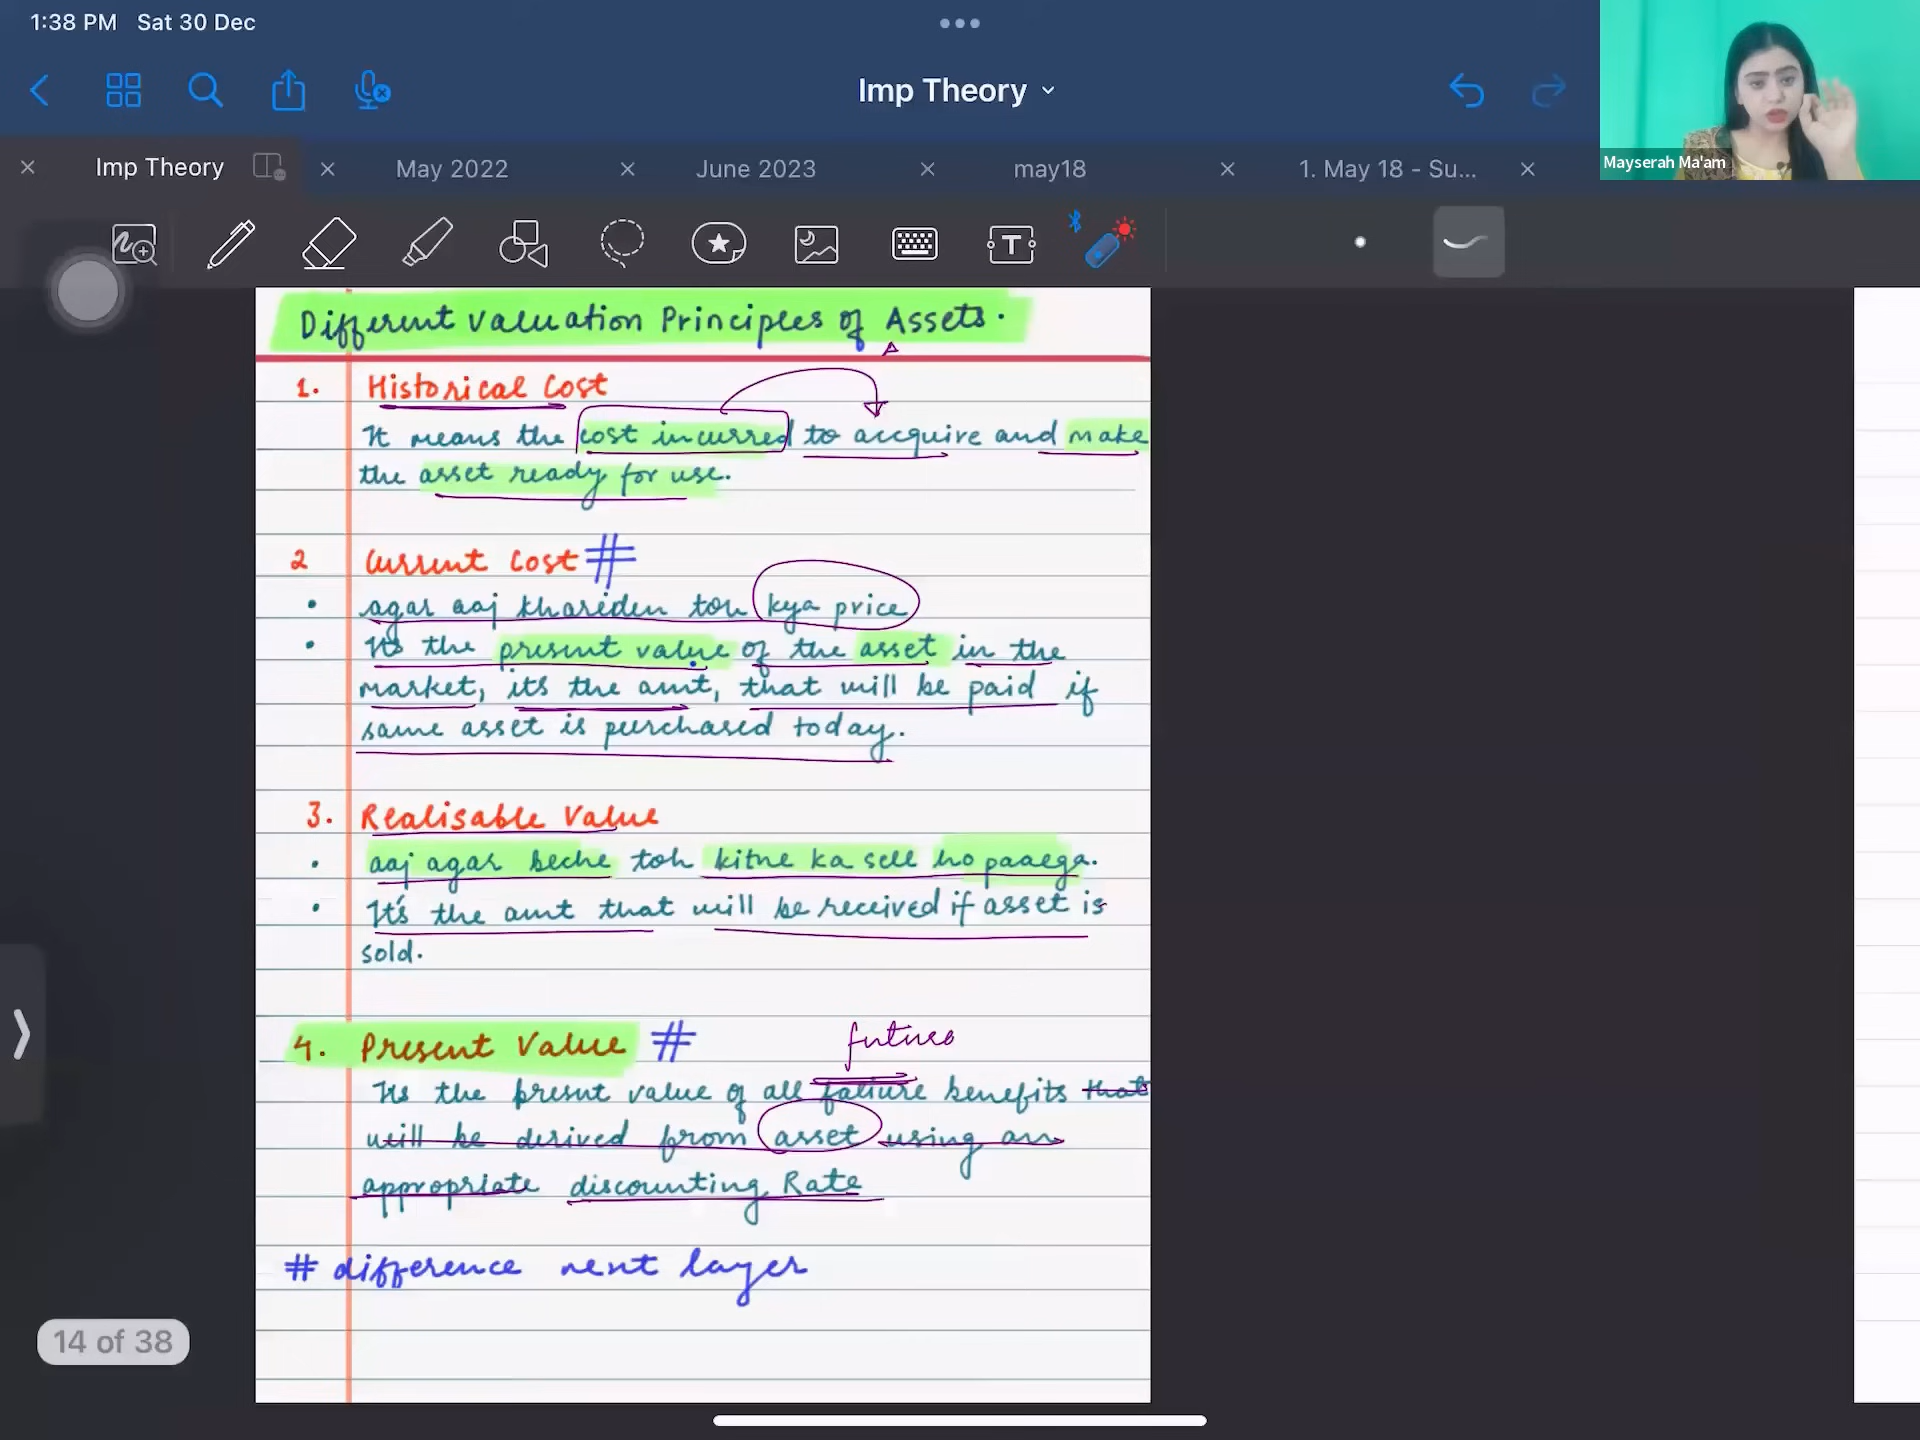 1:38 PM Sat 30 Dec
Imp Theory
Mayserah Ma'am
Imp Theory
May 2022
June 2023
may18
1. May 18 - Su...
Different Valuation Principles of Assets.
1. Historical Cost
It means the cost incurred to accquire and make
the asset ready for use.
2 Current Cost #
• agar aaj khariden toh kya price
• Its the present value of the asset in the
market, its the amt, that will be paid if
same asset is purchased today.
3. Realisable Value
• aaj agar beche toh kitne ka sell ho paaega.
• It's the amt that will be received if asset is
sold.
4. Present Value #
future
Its the present value of all benefits that
will be derived from asset using an
appropriate discounting Rate
# difference next layer
14 of 38